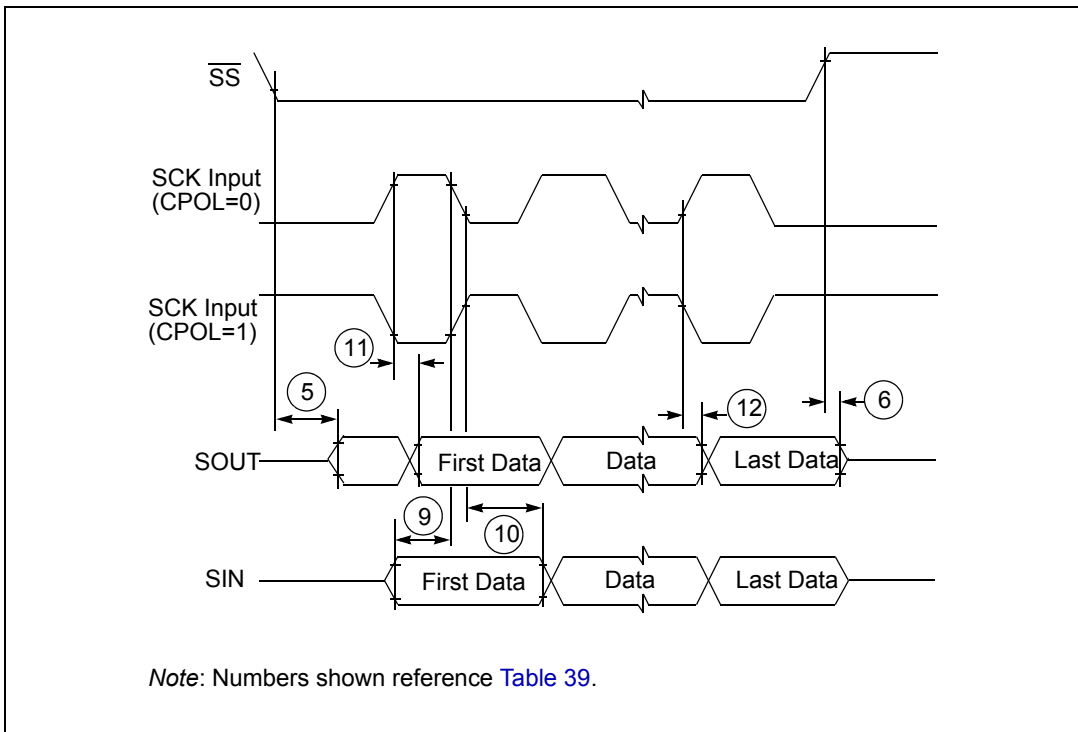 SS
SCK Input
(CPOL=0)
SCK Input
(CPOL=1)
11
5
12
6
SOUT
First Data
Data
Last Data
9
10
SIN
First Data
Data
Last Data
Note: Numbers shown reference Table 39.